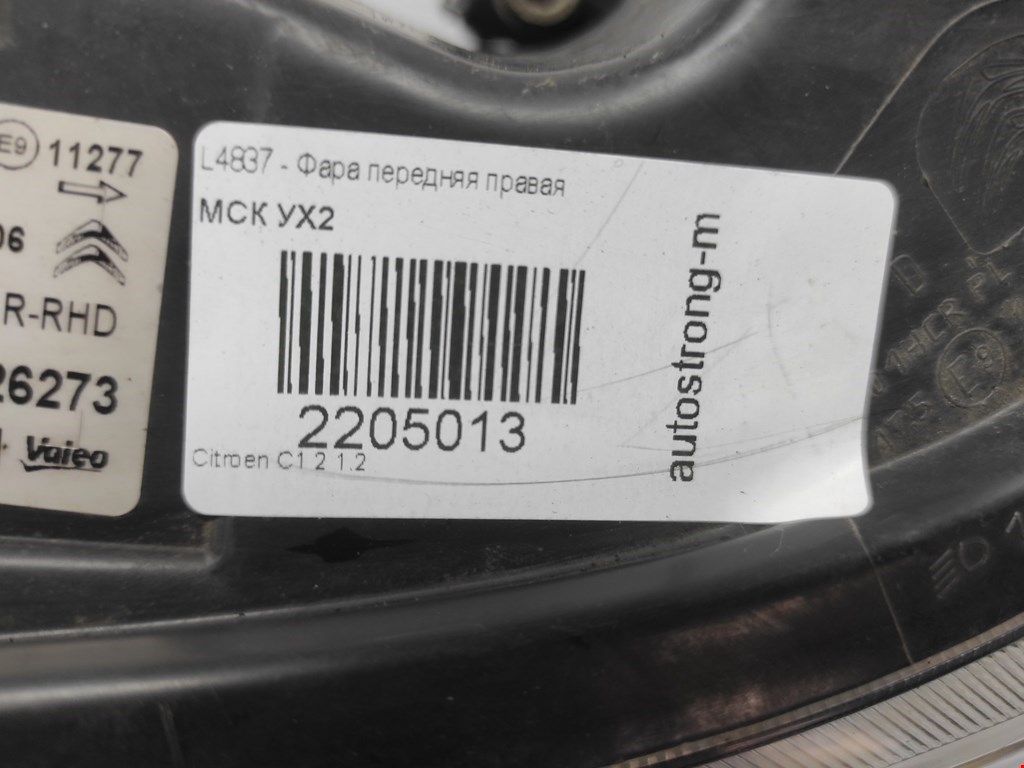 E9 11277
06
R-RHD
26273
Valeo
L4837 - Фара передняя правая
МСК УХ2
2205013
Citroen C1 2 1.2
autostrong-m
E9